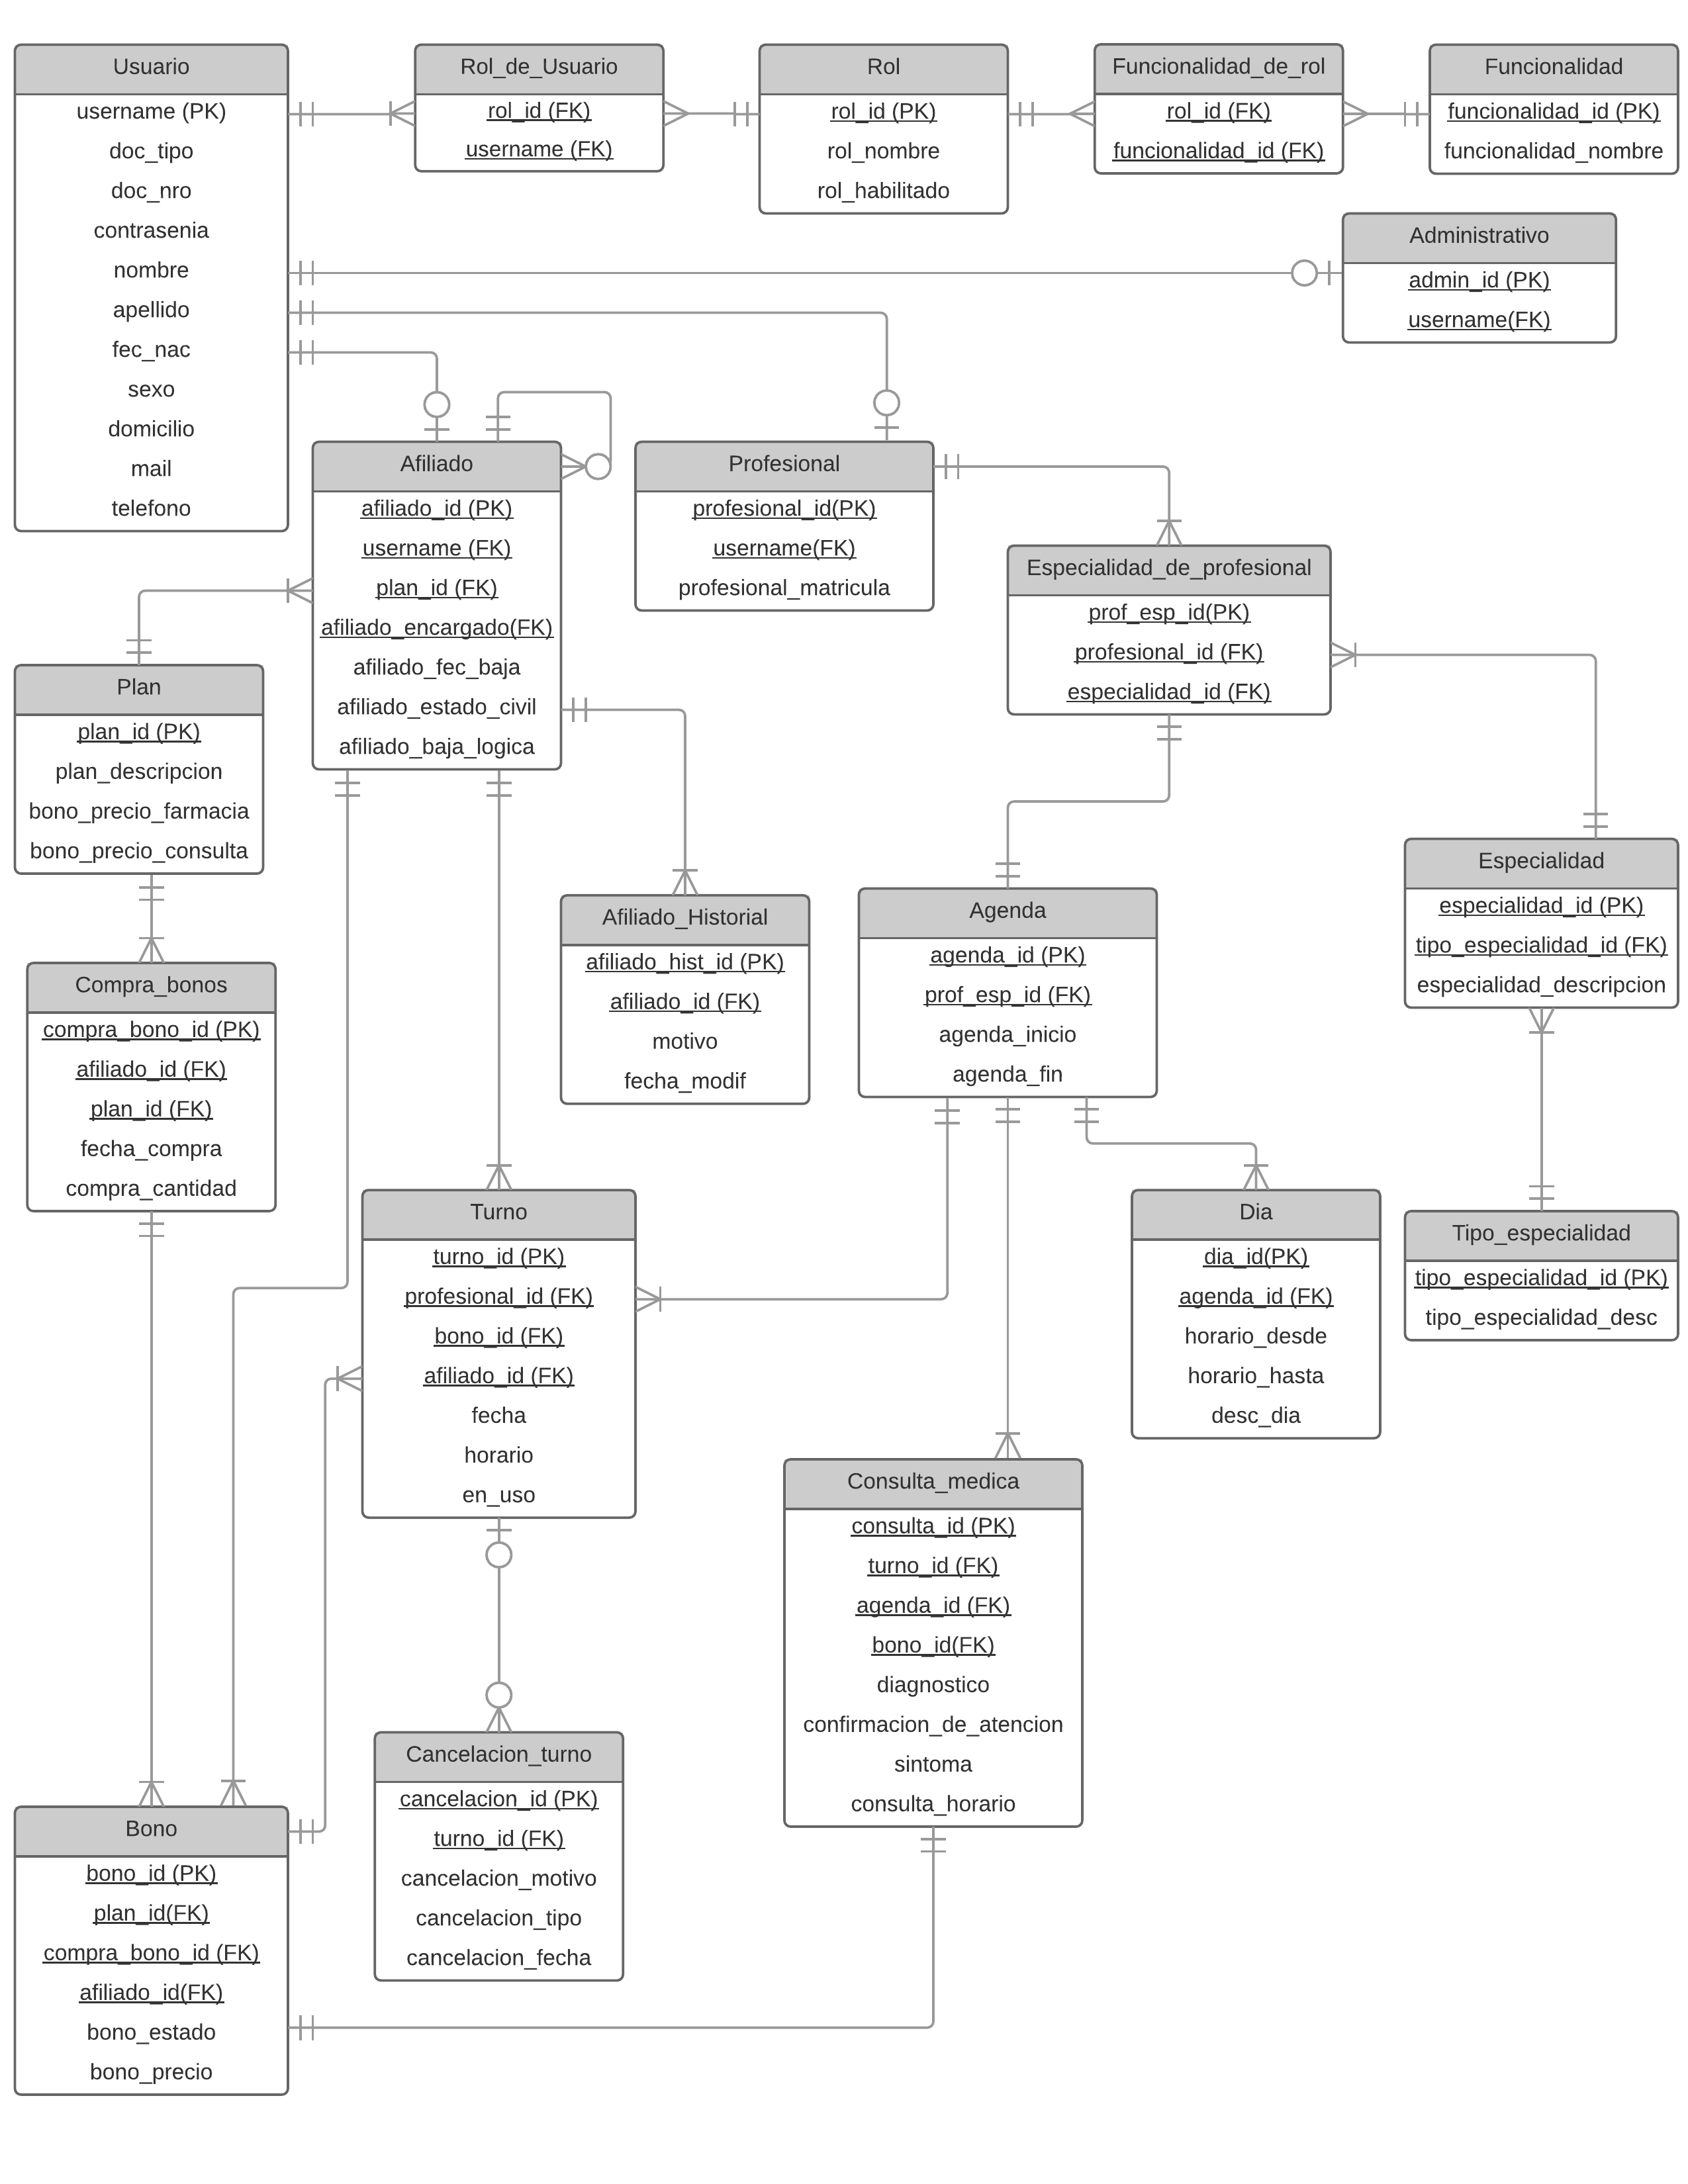 Usuario
username (PK)
doc_tipo
doc_nro
contrasenia
nombre
apellido
fec_nac
sexo
domicilio
mail
telefono
Rol_de_Usuario
rol_id (FK)
username (FK)
Rol
rol_id (PK)
rol_nombre
rol_habilitado
Funcionalidad_de_rol
rol_id (FK)
funcionalidad_id (FK)
Funcionalidad
funcionalidad_id (PK)
funcionalidad_nombre
Administrativo
admin_id (PK)
username(FK)
Afiliado
afiliado_id (PK)
username (FK)
plan_id (FK)
afiliado_encargado(FK)
afiliado_fec_baja
afiliado_estado_civil
afiliado_baja_logica
Profesional
profesional_id(PK)
username(FK)
profesional_matricula
Especialidad_de_profesional
prof_esp_id(PK)
profesional_id (FK)
especialidad_id (FK)
Plan
plan_id (PK)
plan_descripcion
bono_precio_farmacia
bono_precio_consulta
Afiliado_Historial
afiliado_hist_id (PK)
afiliado_id (FK)
motivo
fecha_modif
Agenda
agenda_id (PK)
prof_esp_id (FK)
agenda_inicio
agenda_fin
Especialidad
especialidad_id (PK)
tipo_especialidad_id (FK)
especialidad_descripcion
Compra_bonos
compra_bono_id (PK)
afiliado_id (FK)
plan_id (FK)
fecha_compra
compra_cantidad
Turno
turno_id (PK)
profesional_id (FK)
bono_id (FK)
afiliado_id (FK)
fecha
horario
en_uso
Dia
dia_id(PK)
agenda_id (FK)
horario_desde
horario_hasta
desc_dia
Tipo_especialidad
tipo_especialidad_id (PK)
tipo_especialidad_desc
Consulta_medica
consulta_id (PK)
turno_id (FK)
agenda_id (FK)
bono_id(FK)
diagnostico
confirmacion_de_atencion
sintoma
consulta_horario
Cancelacion_turno
cancelacion_id (PK)
turno_id (FK)
cancelacion_motivo
cancelacion_tipo
cancelacion_fecha
Bono
bono_id (PK)
plan_id(FK)
compra_bono_id (FK)
afiliado_id(FK)
bono_estado
bono_precio